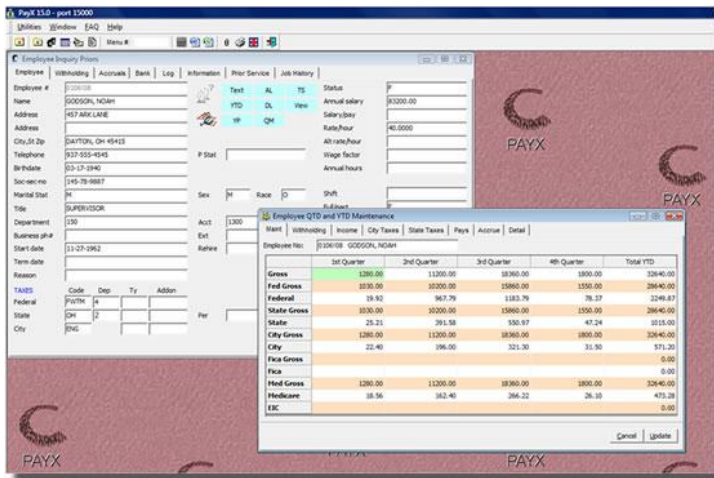 PayX 15.0 - port 15000
Utilities Window FAQ Help
Menu #:
Employee Inquiry Priors
Employee Withholding Accruals Bank Log Information Prior Service Job History
Employee # 0106/08
Text AL TS
Status
Name GODSON, NOAH
YTD DL View
Annual salary 83200.00
Address 457 ARK LANE
YP QM
Salary/pay
Address
Rate/hour 40.0000
City,St Zip DAYTON, OH 45415
Alt rate/hour
Telephone 937-555-4545
P Stat
Wage factor
Birthdate 03-17-1940
Annual hours
Soc-sec-no 145-78-9887
Marital Stat M
Sex M Race O
Shift
Title SUPERVISOR
Department 150
Acct 1300
Business ph#
Ext
Start date 11-27-1962
Rehire
Term date
Reason
TAXES Code Dep Ty Addon
Federal FWTM 4
State OH 2
Per
City ENG
Employee QTD and YTD Maintenance
Maint Withholding Income City Taxes State Taxes Pays Accrue Detail
Employee No: 0106/08 GODSON, NOAH
1st Quarter 2nd Quarter 3rd Quarter 4th Quarter Total YTD
Gross 1280.00 11200.00 18360.00 1800.00 32640.00
Fed Gross 1030.00 10200.00 15860.00 1550.00 28640.00
Federal 19.92 967.79 1183.79 78.37 2249.87
State Gross 1030.00 10200.00 15860.00 1550.00 28640.00
State 25.21 391.58 550.97 47.24 1015.00
City Gross 1280.00 11200.00 18360.00 1800.00 32640.00
City 22.40 196.00 321.30 31.50 571.20
Fica Gross 0.00
Fica 0.00
Med Gross 1280.00 11200.00 18360.00 1800.00 32640.00
Medicare 18.56 162.40 266.22 26.10 473.28
EIC 0.00
Cancel Update
PAYX
PAYX
PAYX
PAYX